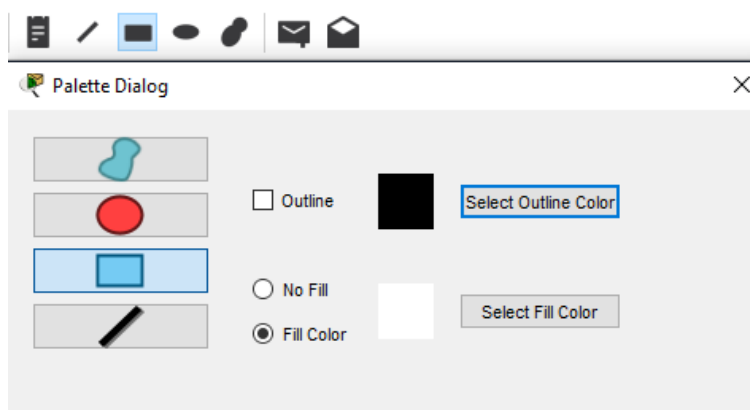 Palette Dialog
Outline
Select Outline Color
No Fill
Select Fill Color
Fill Color